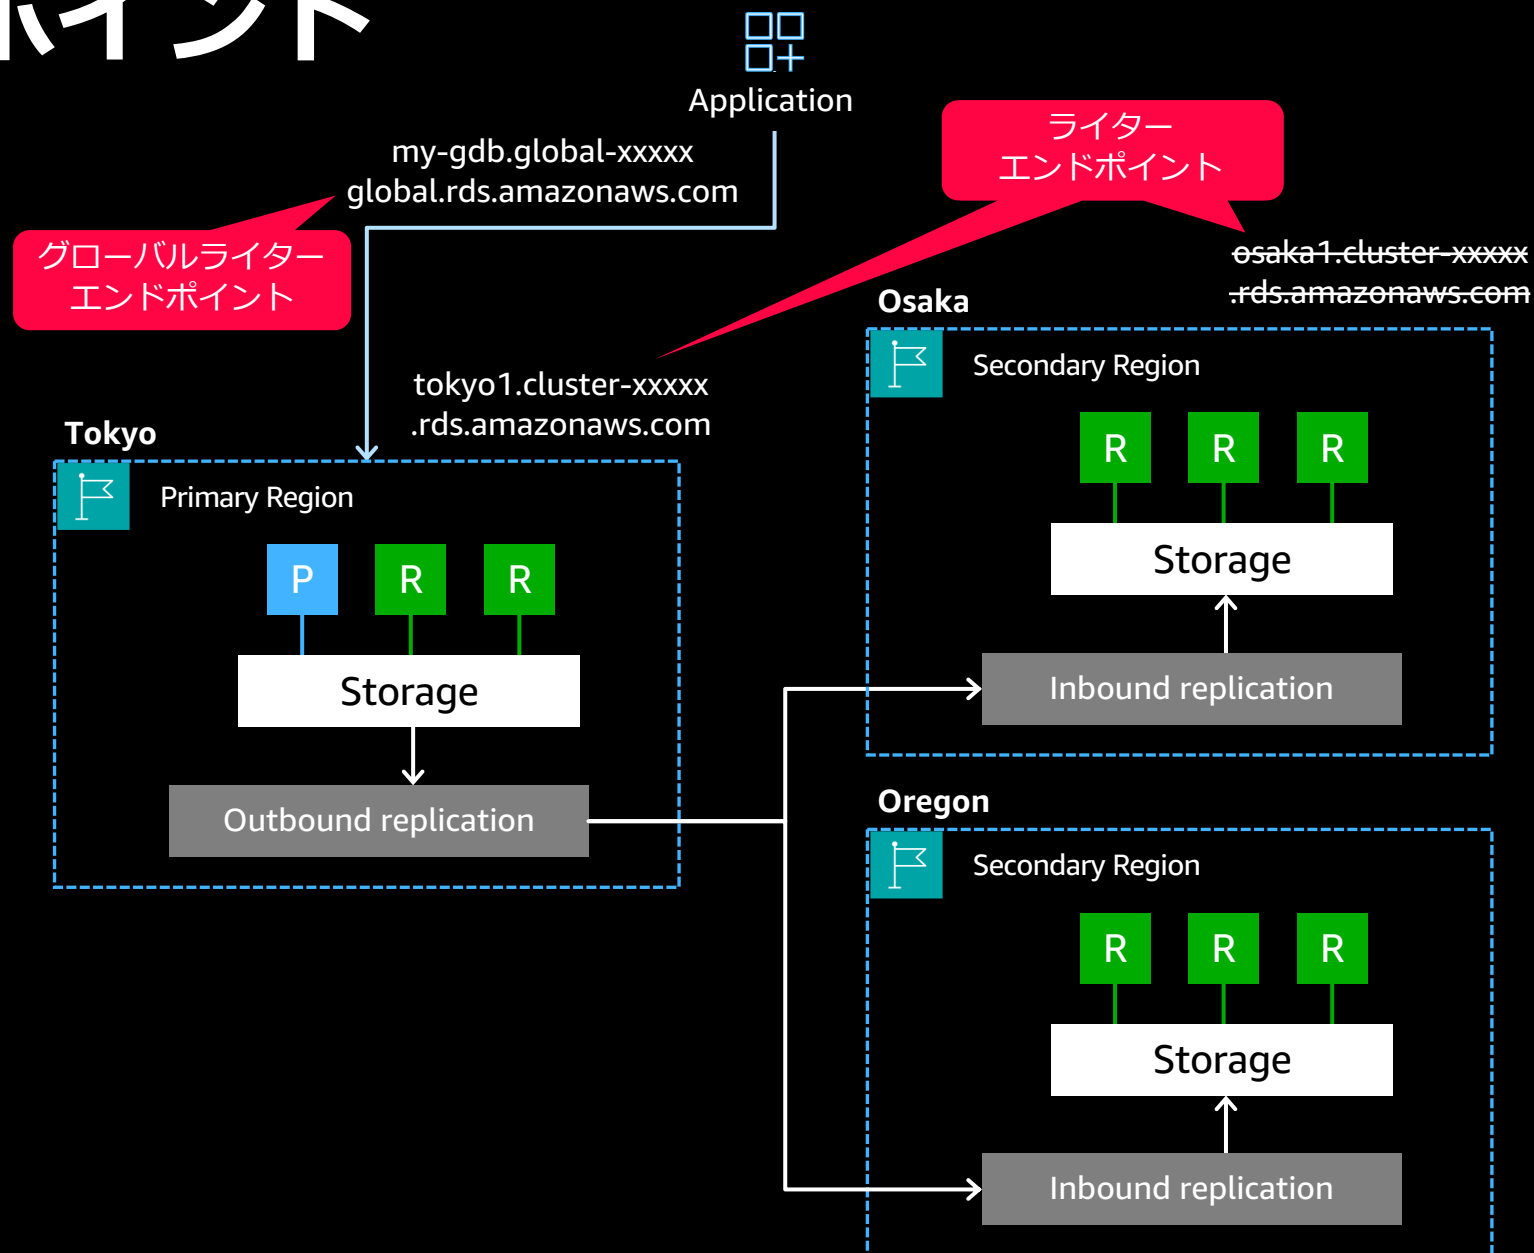 ポイント
Application
my-gdb.global-xxxxx
global.rds.amazonaws.com
グローバルライター
エンドポイント
ライター
エンドポイント
osaka1.cluster-xxxxx
.rds.amazonaws.com
tokyo1.cluster-xxxxx
.rds.amazonaws.com
Tokyo
Primary Region
P R R
Storage
Outbound replication
Osaka
Secondary Region
R R R
Storage
Inbound replication
Oregon
Secondary Region
R R R
Storage
Inbound replication